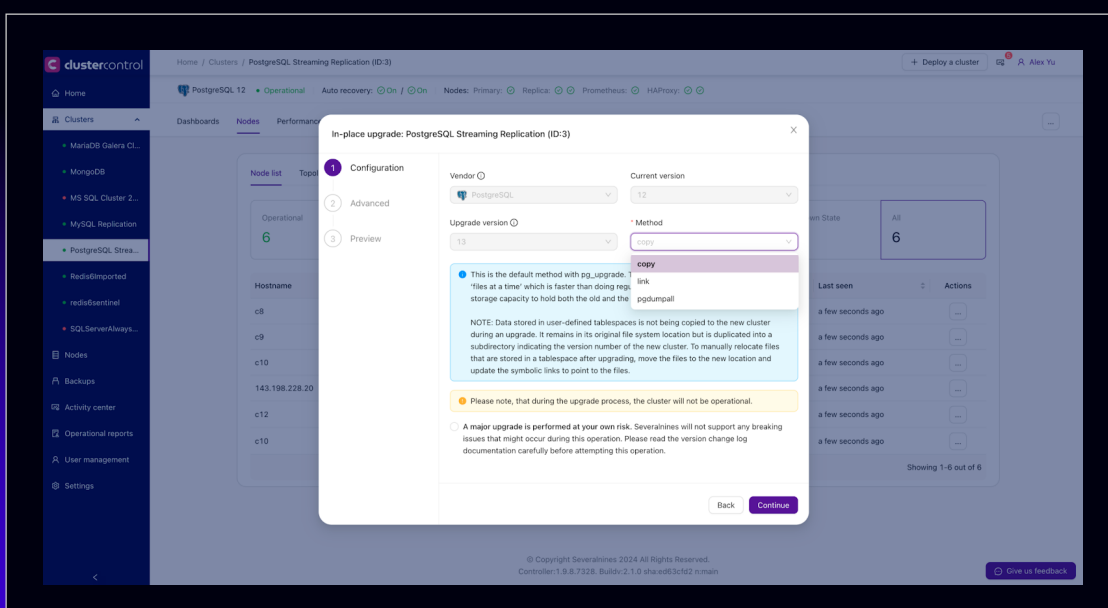 clustercontrol
Home / Clusters / PostgreSQL Streaming Replication (ID:3)
+ Deploy a cluster
Alex Yu
Home
PostgreSQL 12 • Operational Auto recovery: On / On Nodes: Primary: Replica: Prometheus: HAProxy:
Clusters
Dashboards Nodes Performance
...
MariaDB Galera Cl...
MongoDB
MS SQL Cluster 2...
MySQL Replication
PostgreSQL Strea...
Redis6Imported
redis6sentinel
SQLServerAlways...
Nodes
Backups
Activity center
Operational reports
User management
Settings
<
Node list Topol
Operational
6
Hostname
c8
c9
c10
143.198.228.20
c12
c10
In-place upgrade: PostgreSQL Streaming Replication (ID:3)
1 Configuration
2 Advanced
3 Preview
Vendor
Current version
PostgreSQL
12
Upgrade version
* Method
13
copy
copy
link
pgdumpall
This is the default method with pg_upgrade. T
'files at a time' which is faster than doing regu
storage capacity to hold both the old and the
NOTE: Data stored in user-defined tablespaces is not being copied to the new cluster
during an upgrade. It remains in its original file system location but is duplicated into a
subdirectory indicating the version number of the new cluster. To manually relocate files
that are stored in a tablespace after upgrading, move the files to the new location and
update the symbolic links to point to the files.
Please note, that during the upgrade process, the cluster will not be operational.
A major upgrade is performed at your own risk. Severalnines will not support any breaking
issues that might occur during this operation. Please read the version change log
documentation carefully before attempting this operation.
Back Continue
wn State
All
6
Last seen Actions
a few seconds ago ...
a few seconds ago ...
a few seconds ago ...
a few seconds ago ...
a few seconds ago ...
a few seconds ago ...
Showing 1-6 out of 6
© Copyright Severalnines 2024 All Rights Reserved.
Controller:1.9.8.7328. Buildv:2.1.0 sha:ed63cfd2 n:main
Give us feedback